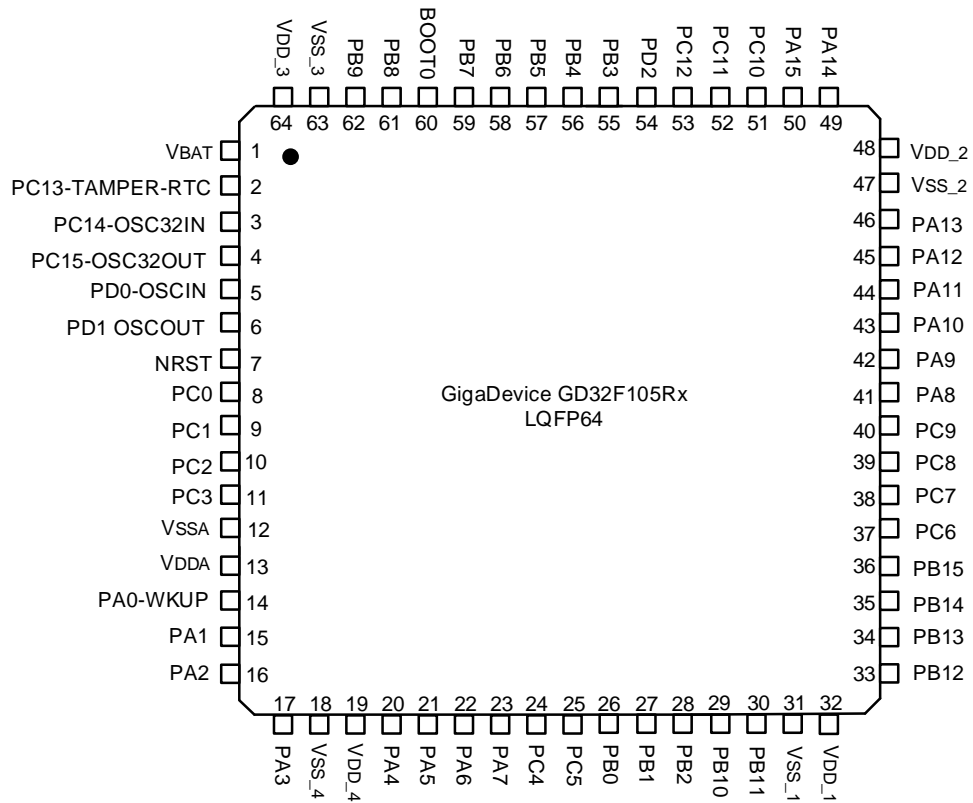 VDD_3
VSS_3
PB9
PB8
BOOT0
PB7
PB6
PB5
PB4
PB3
PD2
PC12
PC11
PC10
PA15
PA14
64 63 62 61 60 59 58 57 56 55 54 53 52 51 50 49
VBAT 1
48 VDD_2
PC13-TAMPER-RTC 2
47 VSS_2
PC14-OSC32IN 3
46 PA13
PC15-OSC32OUT 4
45 PA12
PD0-OSCIN 5
44 PA11
PD1 OSCOUT 6
43 PA10
NRST 7
42 PA9
PC0 8
41 PA8
PC1 9
40 PC9
PC2 10
39 PC8
PC3 11
38 PC7
VSSA 12
37 PC6
VDDA 13
36 PB15
PA0-WKUP 14
35 PB14
PA1 15
34 PB13
PA2 16
33 PB12
GigaDevice GD32F105Rx
LQFP64
17 18 19 20 21 22 23 24 25 26 27 28 29 30 31 32
PA3
VSS_4
VDD_4
PA4
PA5
PA6
PA7
PC4
PC5
PB0
PB1
PB2
PB10
PB11
VSS_1
VDD_1